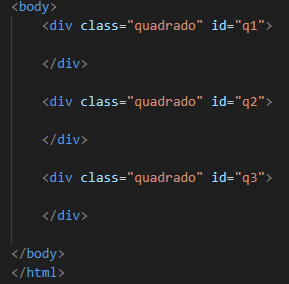 <body>
<div class="quadrado" id="q1">
</div>
<div class="quadrado" id="q2">
</div>
<div class="quadrado" id="q3">
</div>
</body>
</html>